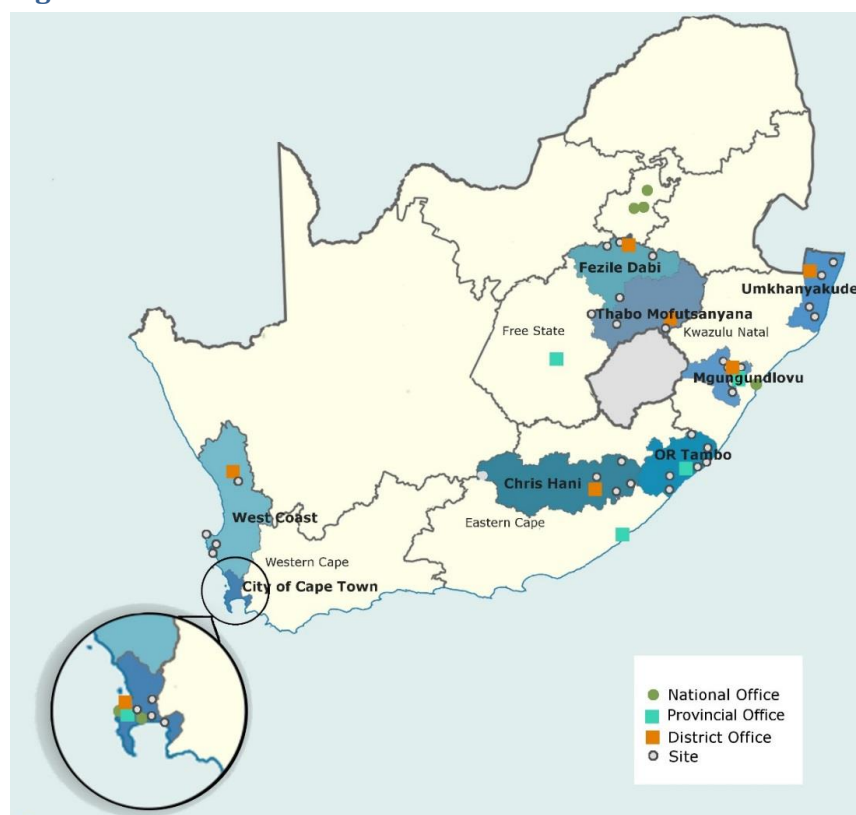 Fezile Dabi
Umkhanyakude
Thabo Mofutsanyana
Free State
Kwazulu Natal
Mgungundlovu
OR Tambo
Chris Hani
West Coast
Eastern Cape
Western Cape
City of Cape Town
National Office
Provincial Office
District Office
Site